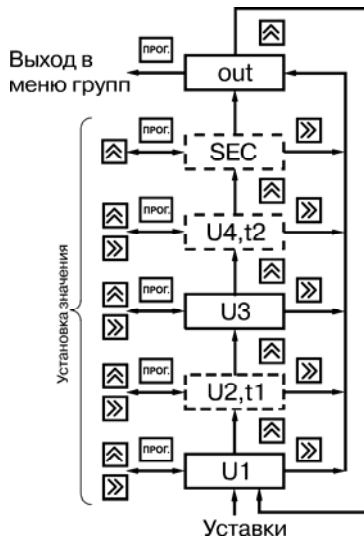 Выход в
меню групп
ПРОГ.
out
ПРОГ.
SEC
ПРОГ.
U4,t2
ПРОГ.
U3
ПРОГ.
U2,t1
ПРОГ.
U1
Установка значения
Уставки